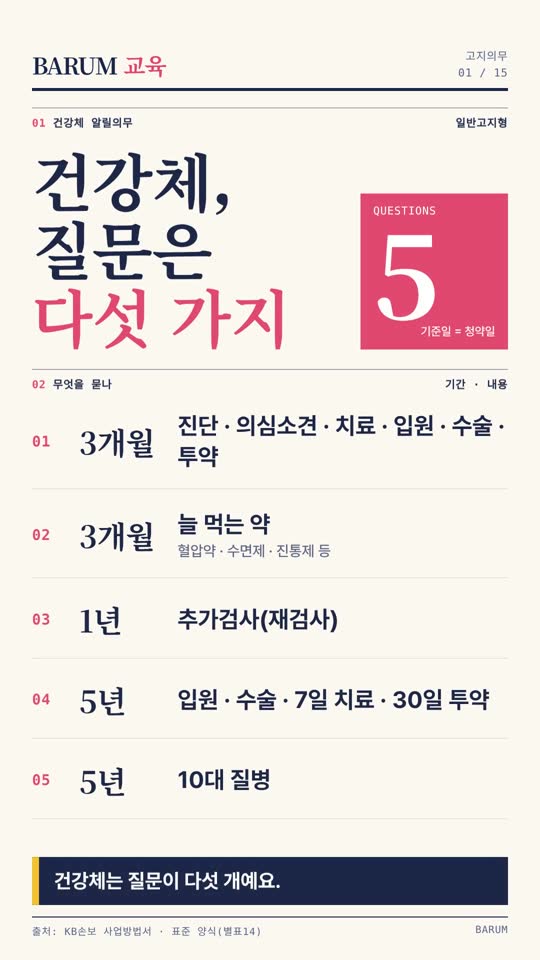 BARUM 교육
고지의무
01 / 15
01 건강체 알릴의무
일반고지형
건강체,
질문은
다섯 가지
QUESTIONS
5
기준일 = 청약일
02 무엇을 묻나
기간 · 내용
01 3개월 진단 · 의심소견 · 치료 · 입원 · 수술 ·
투약
02 3개월 늘 먹는 약
혈압약 · 수면제 · 진통제 등
03 1년 추가검사(재검사)
04 5년 입원 · 수술 · 7일 치료 · 30일 투약
05 5년 10대 질병
건강체는 질문이 다섯 개예요.
출처: KB손보 사업방법서 · 표준 양식(별표14)
BARUM